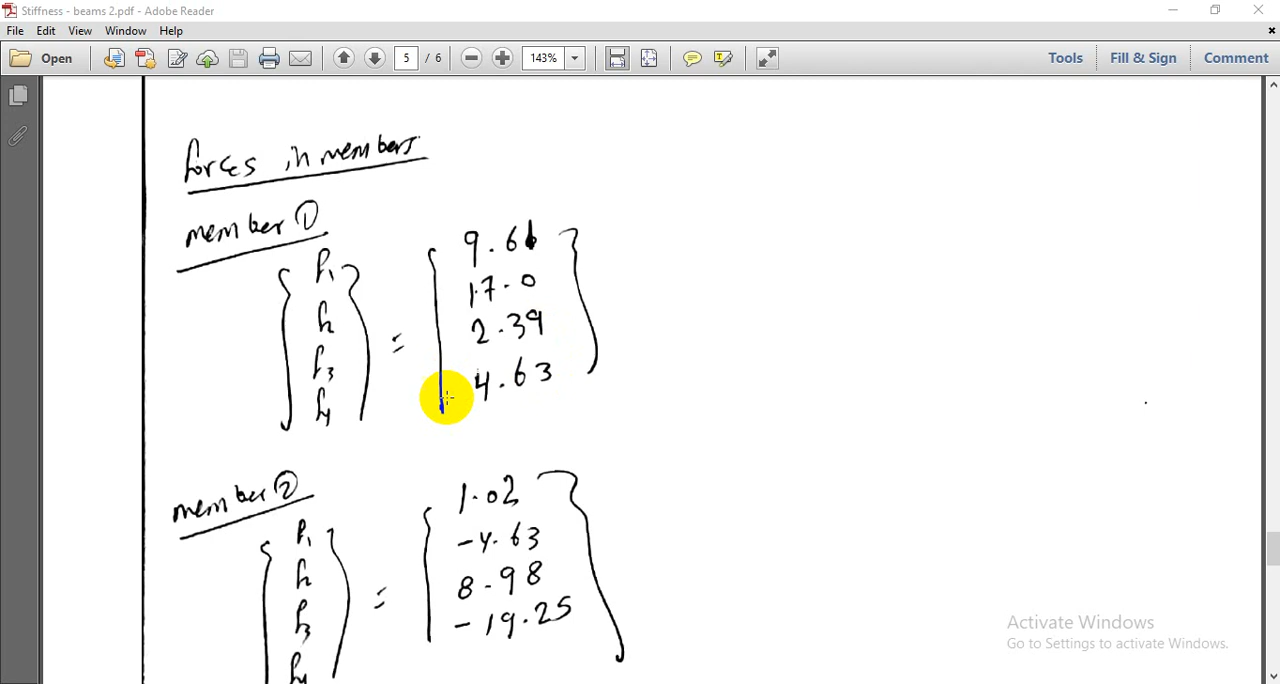 Stiffness - beams 2.pdf - Adobe Reader
File Edit View Window Help
Open 5 / 6 143% Tools Fill & Sign Comment
forces in members
member ①
f1 9.61
f2 17.0
f3 = 2.39
f4 4.63
member ②
f1 1.02
f2 -4.63
f3 = 8.98
f4 -19.25
Activate Windows
Go to Settings to activate Windows.